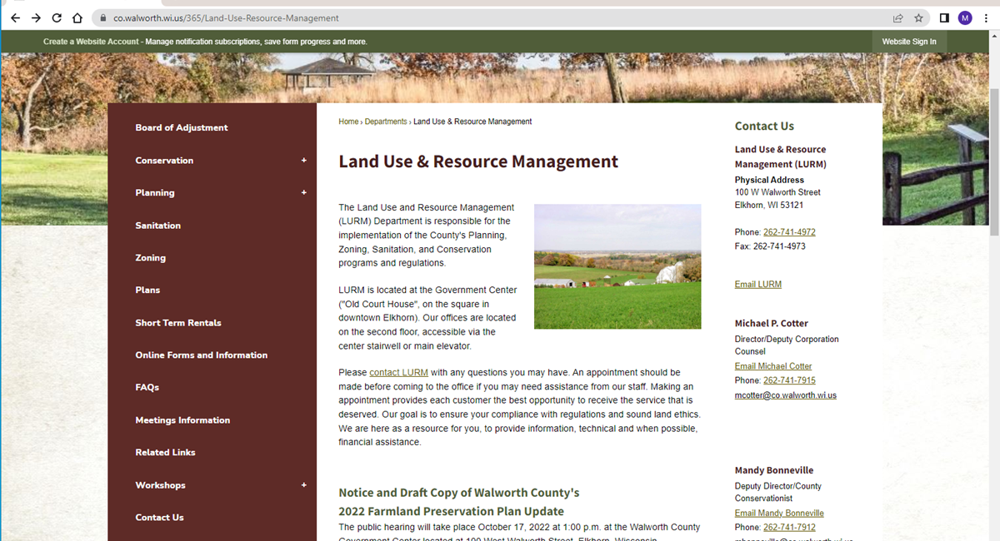 co.walworth.wi.us/365/Land-Use-Resource-Management
M
Create a Website Account - Manage notification subscriptions, save form progress and more.
Website Sign In
Board of Adjustment
Conservation +
Planning +
Sanitation
Zoning
Plans
Short Term Rentals
Online Forms and Information
FAQs
Meetings Information
Related Links
Workshops +
Contact Us
Home › Departments › Land Use & Resource Management
Land Use & Resource Management
The Land Use and Resource Management
(LURM) Department is responsible for the
implementation of the County's Planning,
Zoning, Sanitation, and Conservation
programs and regulations.
LURM is located at the Government Center
("Old Court House", on the square in
downtown Elkhorn). Our offices are located
on the second floor, accessible via the
center stairwell or main elevator.
Please contact LURM with any questions you may have. An appointment should be
made before coming to the office if you may need assistance from our staff. Making an
appointment provides each customer the best opportunity to receive the service that is
deserved. Our goal is to ensure your compliance with regulations and sound land ethics.
We are here as a resource for you, to provide information, technical and when possible,
financial assistance.
Notice and Draft Copy of Walworth County's
2022 Farmland Preservation Plan Update
The public hearing will take place October 17, 2022 at 1:00 p.m. at the Walworth County
Government Center located at 100 West Walworth Street, Elkhorn, Wisconsin
Contact Us
Land Use & Resource
Management (LURM)
Physical Address
100 W Walworth Street
Elkhorn, WI 53121
Phone: 262-741-4972
Fax: 262-741-4973
Email LURM
Michael P. Cotter
Director/Deputy Corporation
Counsel
Email Michael Cotter
Phone: 262-741-7915
mcotter@co.walworth.wi.us
Mandy Bonneville
Deputy Director/County
Conservationist
Email Mandy Bonneville
Phone: 262-741-7912